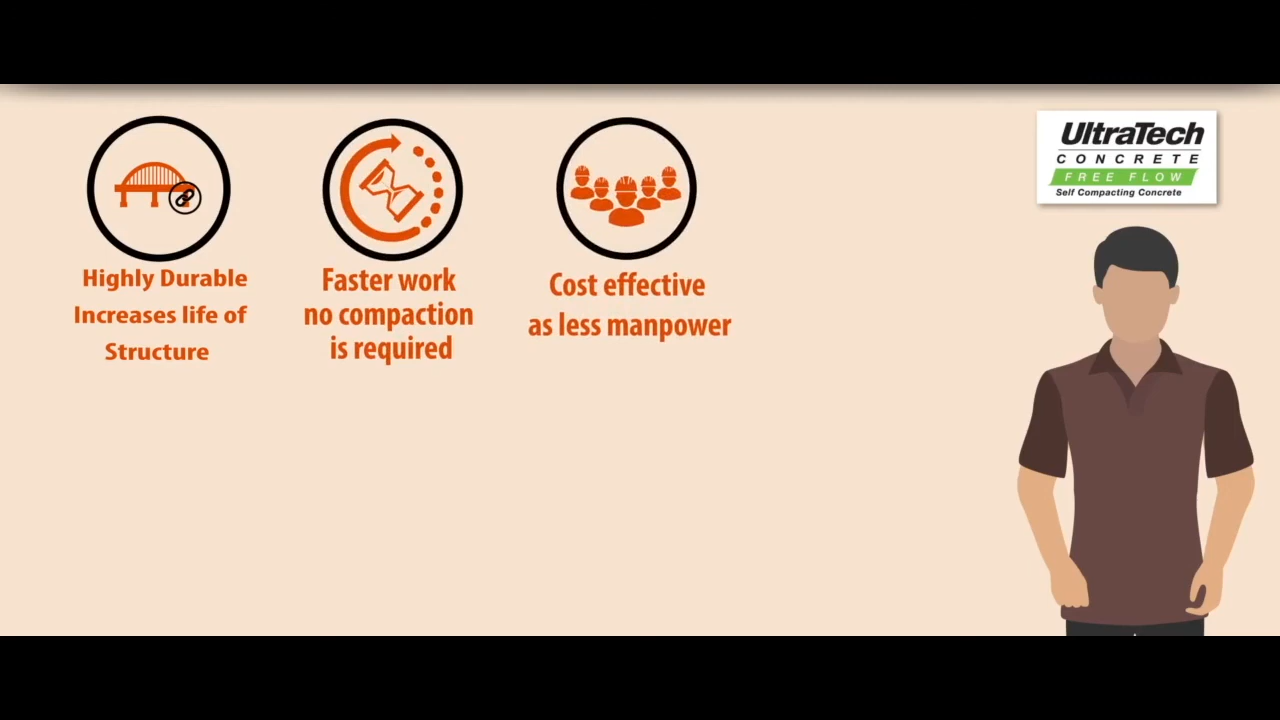 Highly Durable
Increases life of
Structure
Faster work
no compaction
is required
Cost effective
as less manpower
UltraTech
CONCRETE
FREE FLOW
Self Compacting Concrete